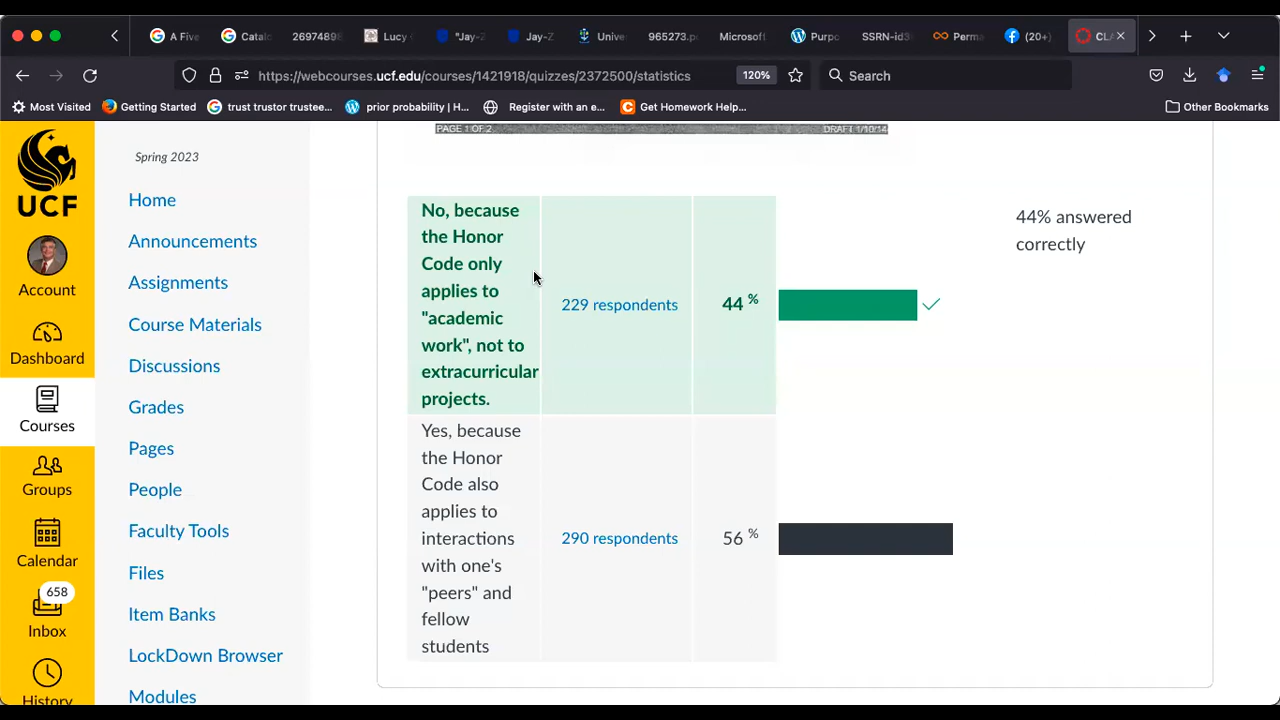 A Five
Catalo
26974898
Lucy
"Jay-Z
Jay-Z
Unive
965273.p
Microsof
Purpo
SSRN-id3
Perma
(20+)
CLA
https://webcourses.ucf.edu/courses/1421918/quizzes/2372500/statistics
120%
Search
Most Visited
Getting Started
trust trustor trustee...
prior probability | H...
Register with an e...
Get Homework Help...
Other Bookmarks
UCF
Account
Dashboard
Courses
Groups
Calendar
658
Inbox
History
Spring 2023
Home
Announcements
Assignments
Course Materials
Discussions
Grades
Pages
People
Faculty Tools
Files
Item Banks
LockDown Browser
Modules
PAGE 1 OF 2
DRAFT 1/10/14
No, because
the Honor
Code only
applies to
"academic
work", not to
extracurricular
projects.
229 respondents
44 %
44% answered
correctly
Yes, because
the Honor
Code also
applies to
interactions
with one's
"peers" and
fellow
students
290 respondents
56 %